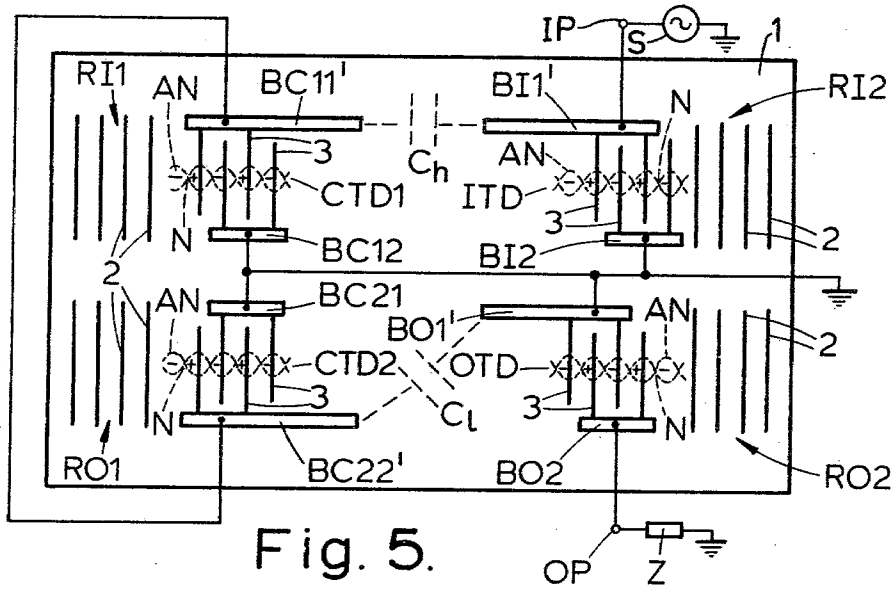 IP
S
1
RI1
AN
BC11'
BI1'
N
RI2
3
Ch
AN
CTD1
ITD
3
2
N
BC12
BI2
2
AN
BC21
BO1'
AN
2
CTD2
OTD
3
3
N
Cl
N
RO1
BC22'
BO2
RO2
Fig. 5.
OP
Z